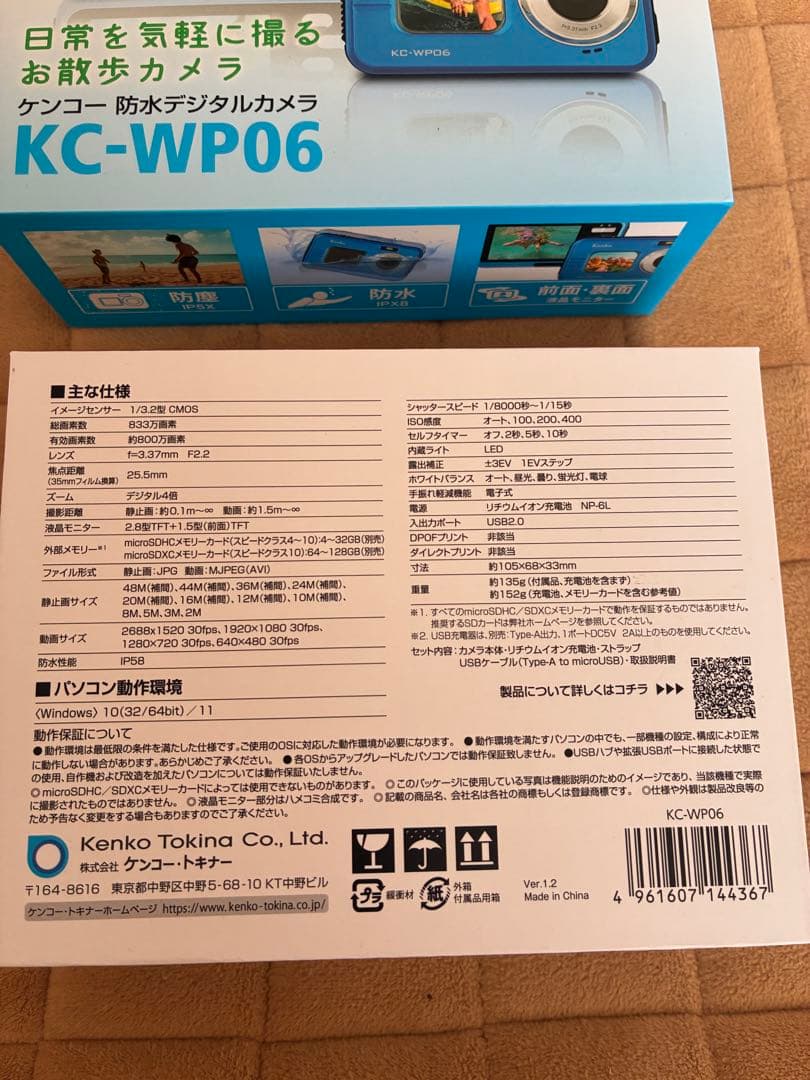 日常を気軽に撮る
お散歩カメラ
ケンコー 防水デジタルカメラ
KC-WP06
KC-WP06
Kenko
防塵
IP5X
防水
IPX8
前面・裏面
液晶モニター
■主な仕様
イメージセンサー 1/3.2型 CMOS
総画素数 833万画素
有効画素数 約800万画素
レンズ f=3.37mm F2.2
焦点距離
(35mmフィルム換算) 25.5mm
ズーム デジタル4倍
撮影距離 静止画:約0.1m~∞ 動画:約1.5m~∞
液晶モニター 2.8型TFT+1.5型(前面)TFT
外部メモリー※1 microSDHCメモリーカード(スピードクラス4~10):4~32GB(別売)
microSDXCメモリーカード(スピードクラス10):64~128GB(別売)
ファイル形式 静止画:JPG 動画:MJPEG(AVI)
静止画サイズ 48M(補間)、44M(補間)、36M(補間)、24M(補間)、
20M(補間)、16M(補間)、12M(補間)、10M(補間)、
8M、5M、3M、2M
動画サイズ 2688x1520 30fps、1920×1080 30fps、
1280×720 30fps、640×480 30fps
防水性能 IP58
■パソコン動作環境
〈Windows〉10(32/64bit)/11
シャッタースピード 1/8000秒~1/15秒
ISO感度 オート、100、200、400
セルフタイマー オフ、2秒、5秒、10秒
内蔵ライト LED
露出補正 ±3EV 1EVステップ
ホワイトバランス オート、昼光、曇り、蛍光灯、電球
手振れ軽減機能 電子式
電源 リチウムイオン充電池 NP-6L
入出力ポート USB2.0
DPOFプリント 非該当
ダイレクトプリント 非該当
寸法 約105×68×33mm
重量 約135g(付属品、充電池を含まず)
約152g(充電池、メモリーカードを含む参考値)
※1. すべてのmicroSDHC/SDXCメモリーカードで動作を保証するものではありません。
推奨するSDカードは弊社ホームページを参照してください。
※2. USB充電器は、別売:Type-A出力、1ポートDC5V 2A以上のものを使用してください。
セット内容:カメラ本体・リチウムイオン充電池・ストラップ
USBケーブル(Type-A to microUSB)・取扱説明書
製品について詳しくはコチラ ▶▶▶
動作保証について
●動作環境は最低限の条件を満たした仕様です。ご使用のOSに対応した動作環境が必要になります。 ●動作環境を満たすパソコンの中でも、一部機種の設定、構成により正常
に動作しない場合があります。あらかじめご了承ください。 ●各OSからアップグレードしたパソコンでは動作保証致しません。 ●USBハブや拡張USBポートに接続した状態で
の使用、自作機および改造を加えたパソコンについては動作保証いたしません。
◎microSDHC/SDXCメモリーカードによっては使用できないものがあります。 ◎このパッケージに使用している写真は機能説明のためのイメージであり、当該機種で実際
に撮影されたものではありません。 ◎液晶モニター部分はハメコミ合成です。 ◎記載の商品名、会社名は各社の商標もしくは登録商標です。 ◎仕様や外観は製品改良等の
ため予告なく変更をする場合もありますのでご了承ください。
Kenko Tokina Co., Ltd.
株式会社 ケンコー・トキナー
〒164-8616 東京都中野区中野5-68-10 KT中野ビル
ケンコー・トキナーホームページ https://www.kenko-tokina.co.jp/
プラ 緩衝材
紙 外箱
付属品用箱
Ver.1.2
Made in China
KC-WP06
4 961607 144367